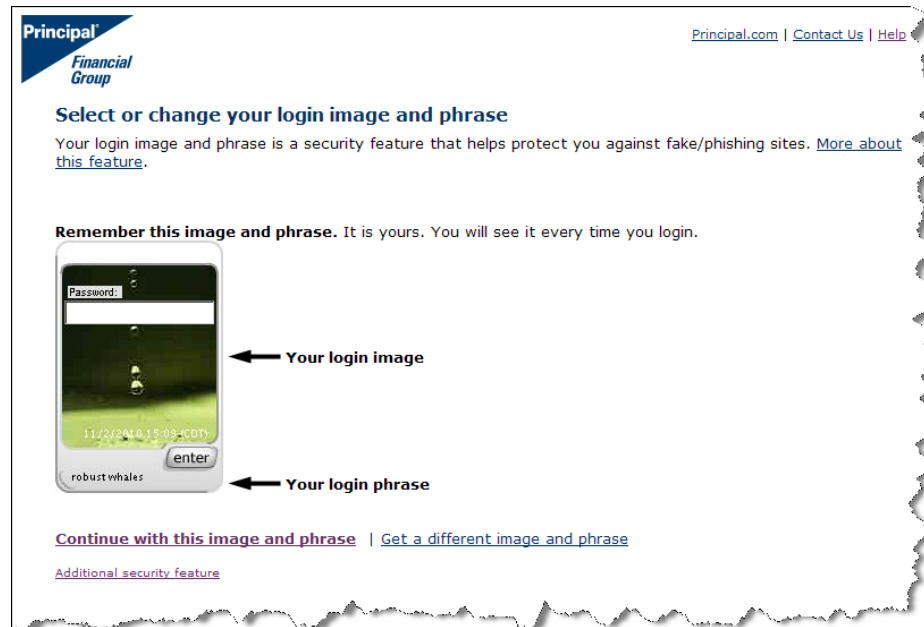 Principal
Financial
Group
Principal.com | Contact Us | Help
Select or change your login image and phrase
Your login image and phrase is a security feature that helps protect you against fake/phishing sites. More about
this feature.
Remember this image and phrase. It is yours. You will see it every time you login.
Password:
Your login image
11/2/2010 15:09 (CDT)
enter
robust whales
Your login phrase
Continue with this image and phrase | Get a different image and phrase
Additional security feature